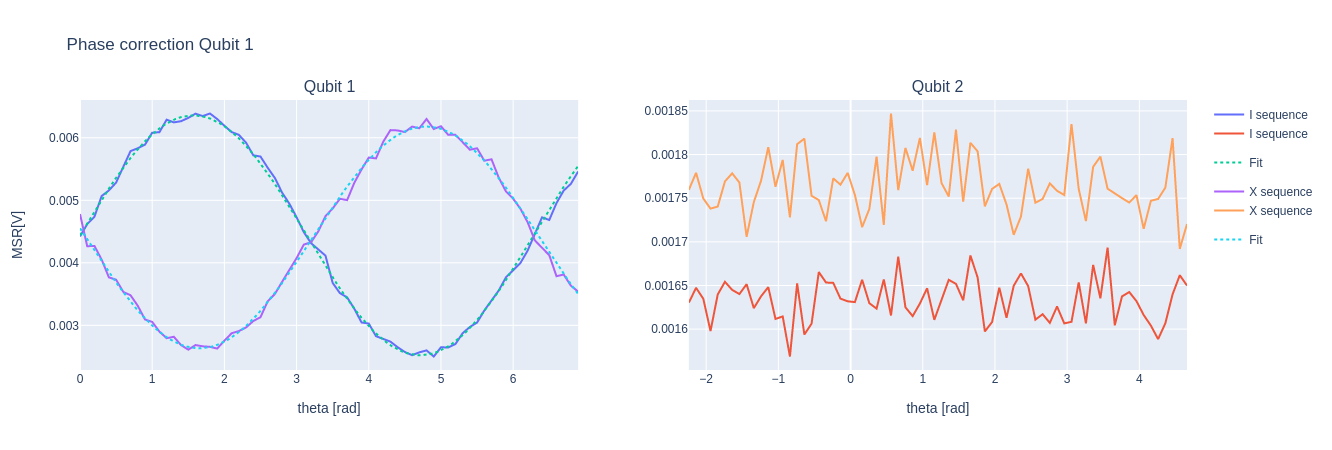 Phase correction Qubit 1
Qubit 1
MSR[V]
0.006
0.005
0.004
0.003
0 1 2 3 4 5 6
theta [rad]
Qubit 2
0.00185
0.0018
0.00175
0.0017
0.00165
0.0016
−2 −1 0 1 2 3 4
theta [rad]
I sequence
I sequence
Fit
X sequence
X sequence
Fit